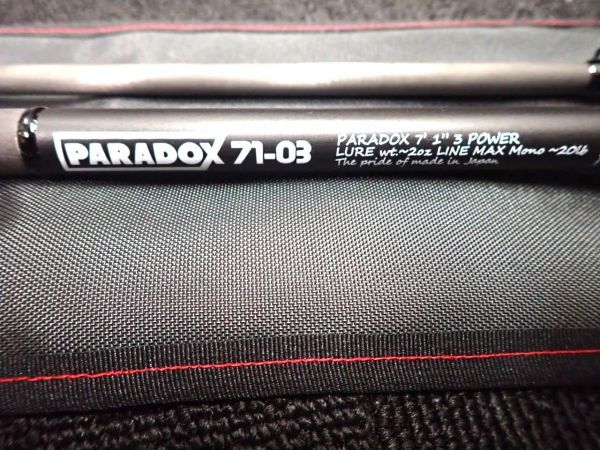 PARADOX 71-03
PARADOX 7' 1" 3 POWER
LURE wt.~2oz LINE MAX Mono ~20lb
The pride of made in Japan